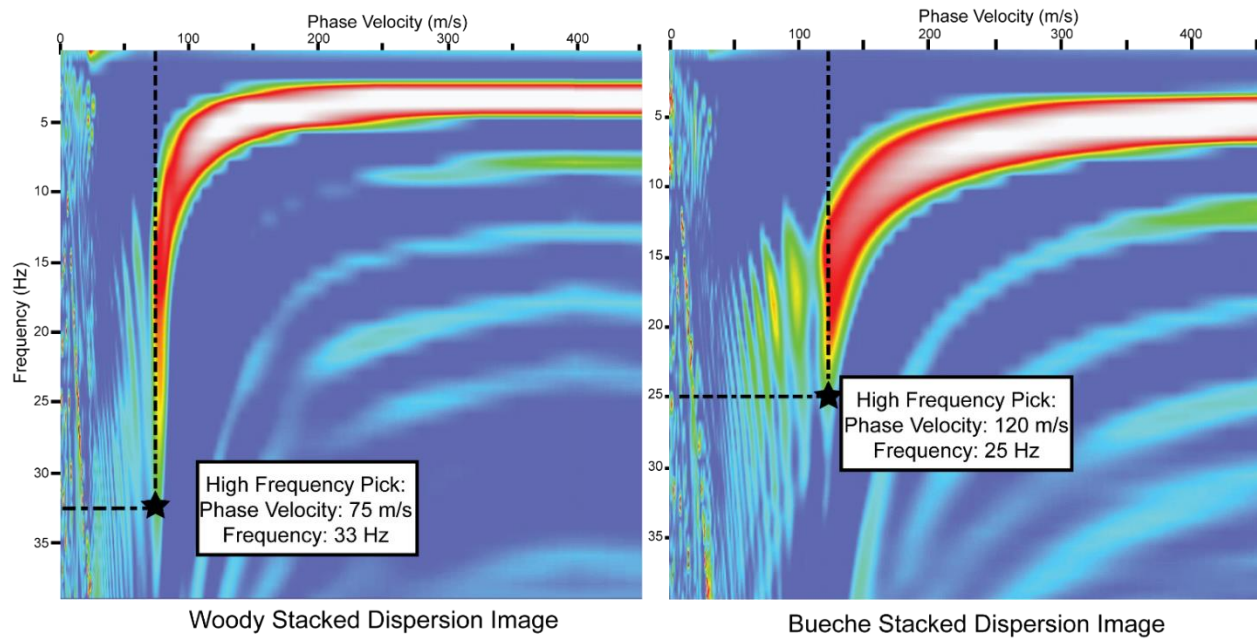 Phase Velocity (m/s)
0 100 200 300 400
Frequency (Hz)
5
10
15
20
25
30
35
High Frequency Pick:
Phase Velocity: 75 m/s
Frequency: 33 Hz
Woody Stacked Dispersion Image
Phase Velocity (m/s)
0 100 200 300 400
5
10
15
20
25
30
35
High Frequency Pick:
Phase Velocity: 120 m/s
Frequency: 25 Hz
Bueche Stacked Dispersion Image